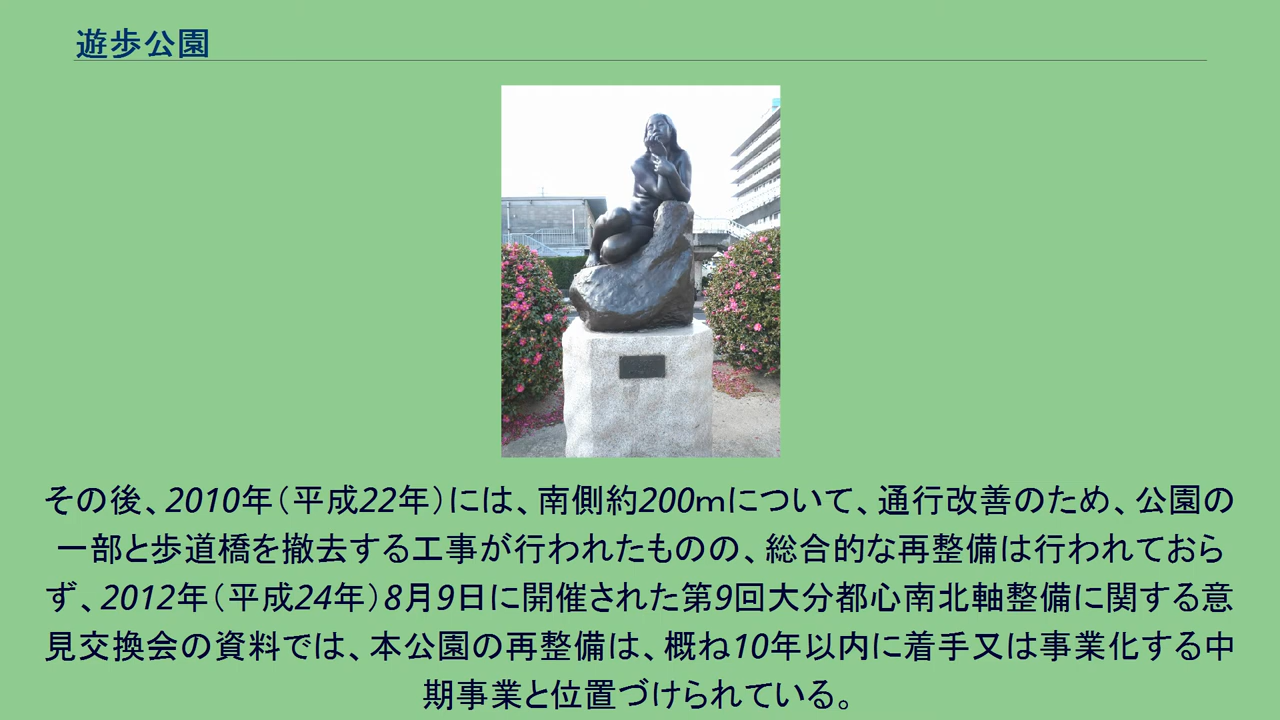 遊歩公園
その後、2010年（平成22年）には、南側約200ｍについて、通行改善のため、公園の
一部と歩道橋を撤去する工事が行われたものの、総合的な再整備は行われておら
ず、2012年（平成24年）8月9日に開催された第9回大分都心南北軸整備に関する意
見交換会の資料では、本公園の再整備は、概ね10年以内に着手又は事業化する中
期事業と位置づけられている。